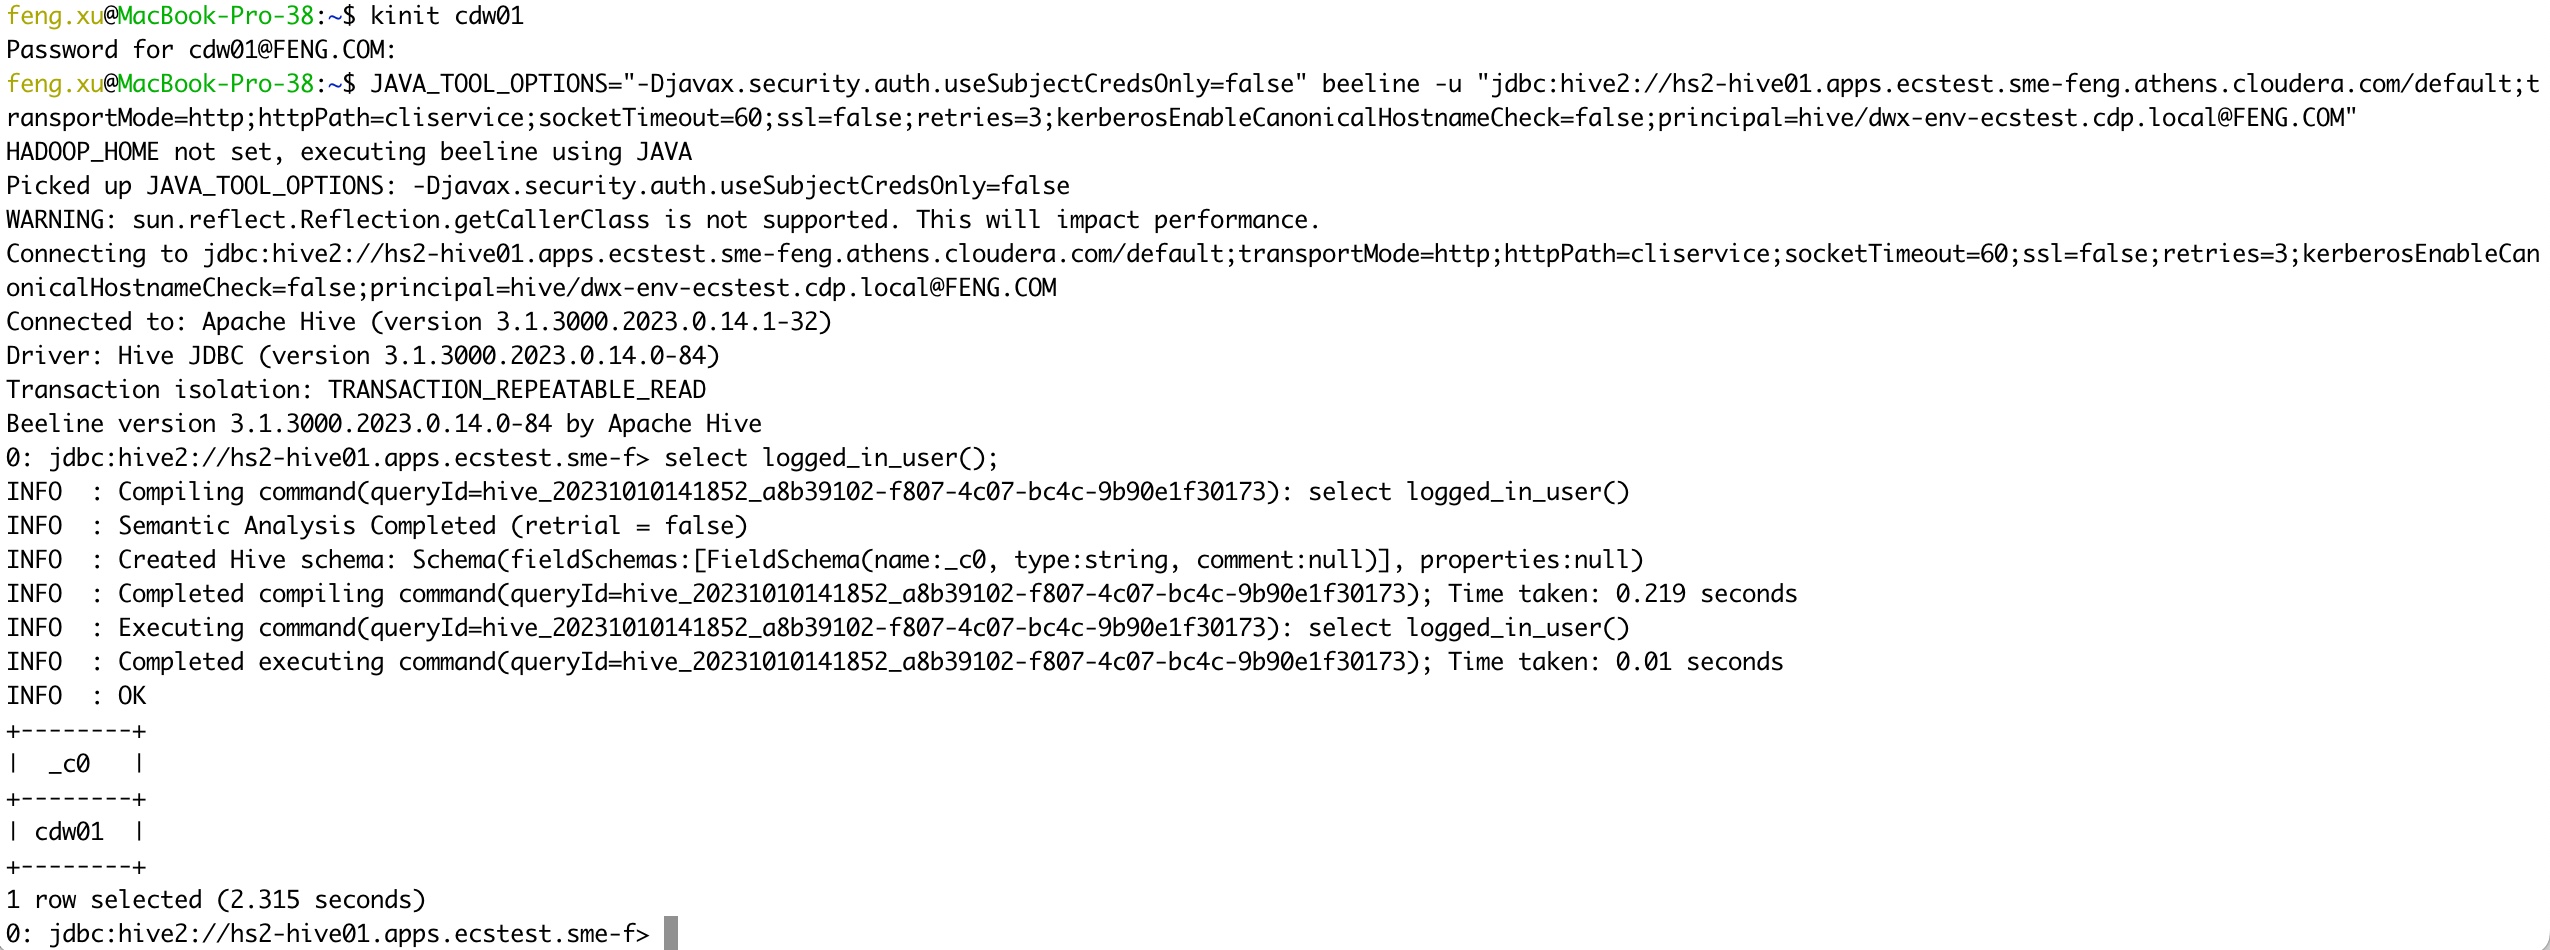 feng.xu@MacBook-Pro-38:~$ kinit cdw01
Password for cdw01@FENG.COM:
feng.xu@MacBook-Pro-38:~$ JAVA_TOOL_OPTIONS="-Djavax.security.auth.useSubjectCredsOnly=false" beeline -u "jdbc:hive2://hs2-hive01.apps.ecstest.sme-feng.athens.cloudera.com/default;t
ransportMode=http;httpPath=cliservice;socketTimeout=60;ssl=false;retries=3;kerberosEnableCanonicalHostnameCheck=false;principal=hive/dwx-env-ecstest.cdp.local@FENG.COM"
HADOOP_HOME not set, executing beeline using JAVA
Picked up JAVA_TOOL_OPTIONS: -Djavax.security.auth.useSubjectCredsOnly=false
WARNING: sun.reflect.Reflection.getCallerClass is not supported. This will impact performance.
Connecting to jdbc:hive2://hs2-hive01.apps.ecstest.sme-feng.athens.cloudera.com/default;transportMode=http;httpPath=cliservice;socketTimeout=60;ssl=false;retries=3;kerberosEnableCan
onicalHostnameCheck=false;principal=hive/dwx-env-ecstest.cdp.local@FENG.COM
Connected to: Apache Hive (version 3.1.3000.2023.0.14.1-32)
Driver: Hive JDBC (version 3.1.3000.2023.0.14.0-84)
Transaction isolation: TRANSACTION_REPEATABLE_READ
Beeline version 3.1.3000.2023.0.14.0-84 by Apache Hive
0: jdbc:hive2://hs2-hive01.apps.ecstest.sme-f> select logged_in_user();
INFO  : Compiling command(queryId=hive_20231010141852_a8b39102-f807-4c07-bc4c-9b90e1f30173): select logged_in_user()
INFO  : Semantic Analysis Completed (retrial = false)
INFO  : Created Hive schema: Schema(fieldSchemas:[FieldSchema(name:_c0, type:string, comment:null)], properties:null)
INFO  : Completed compiling command(queryId=hive_20231010141852_a8b39102-f807-4c07-bc4c-9b90e1f30173); Time taken: 0.219 seconds
INFO  : Executing command(queryId=hive_20231010141852_a8b39102-f807-4c07-bc4c-9b90e1f30173): select logged_in_user()
INFO  : Completed executing command(queryId=hive_20231010141852_a8b39102-f807-4c07-bc4c-9b90e1f30173); Time taken: 0.01 seconds
INFO  : OK
+--------+
|  _c0   |
+--------+
| cdw01  |
+--------+
1 row selected (2.315 seconds)
0: jdbc:hive2://hs2-hive01.apps.ecstest.sme-f>